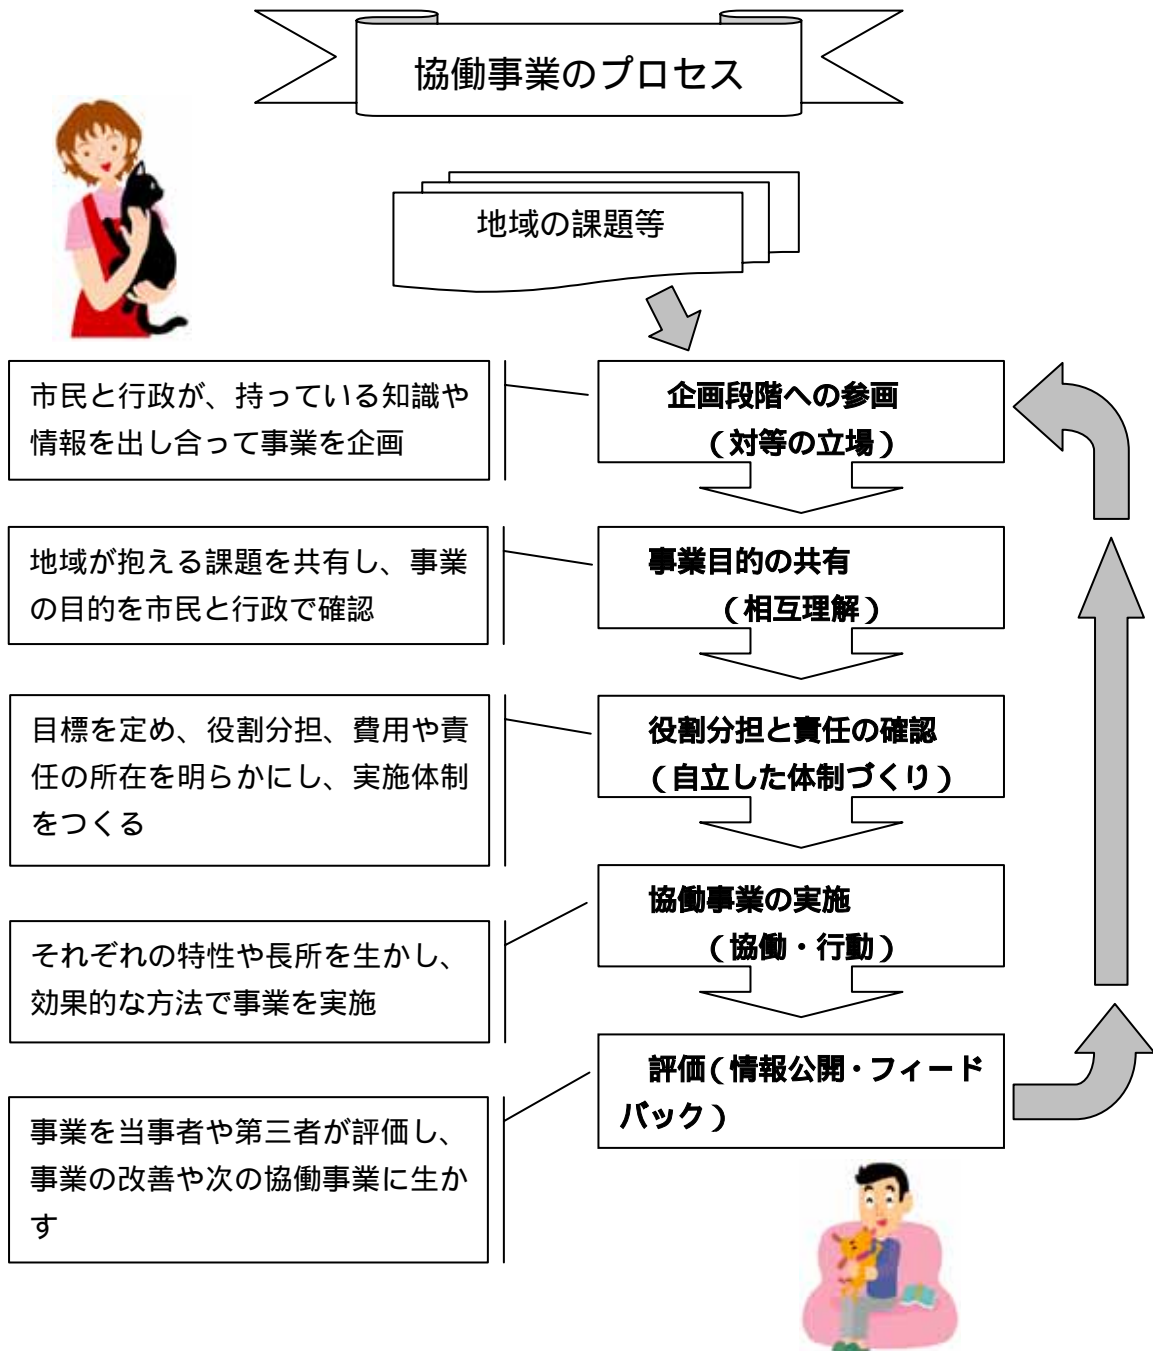 協働事業のプロセス
地域の課題等
市民と行政が、持っている知識や
情報を出し合って事業を企画
企画段階への参画
(対等の立場)
地域が抱える課題を共有し、事業
の目的を市民と行政で確認
事業目的の共有
(相互理解)
目標を定め、役割分担、費用や責
任の所在を明らかにし、実施体制
をつくる
役割分担と責任の確認
(自立した体制づくり)
それぞれの特性や長所を生かし、
効果的な方法で事業を実施
協働事業の実施
(協働・行動)
事業を当事者や第三者が評価し、
事業の改善や次の協働事業に生か
す
評価(情報公開・フィード
バック)